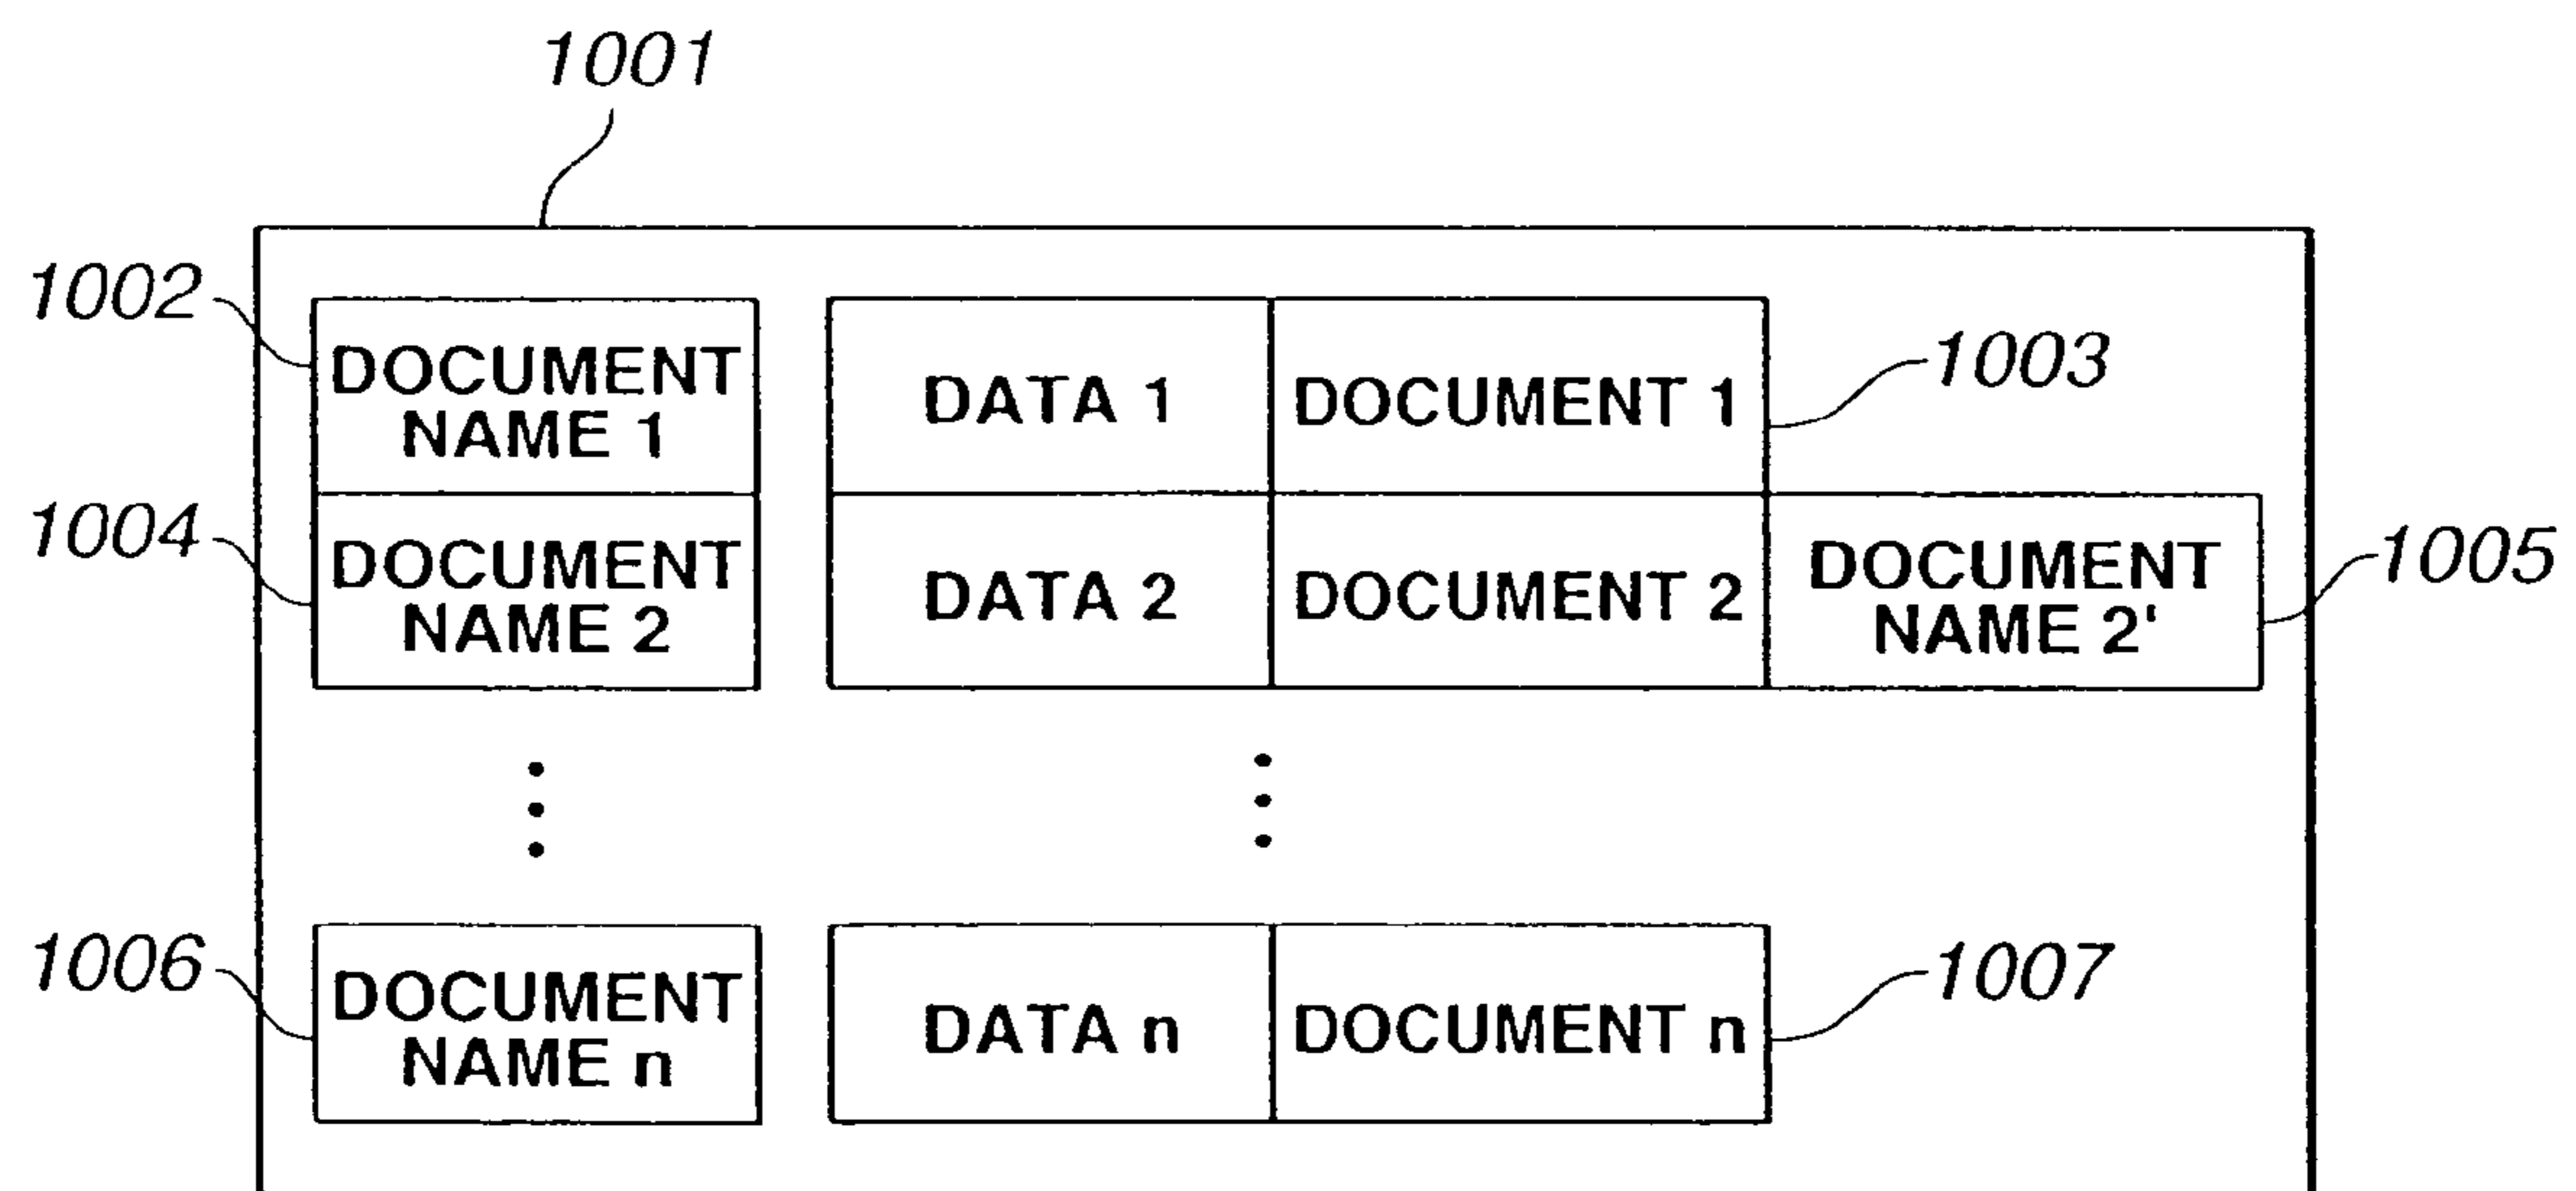 1001
1002
DOCUMENT
NAME 1
DATA 1
DOCUMENT 1
1003
1004
DOCUMENT
NAME 2
DATA 2
DOCUMENT 2
DOCUMENT
NAME 2'
1005
1006
DOCUMENT
NAME n
DATA n
DOCUMENT n
1007